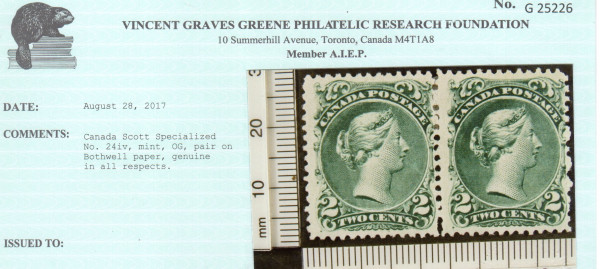 No. G 25226
VINCENT GRAVES GREENE PHILATELIC RESEARCH FOUNDATION
10 Summerhill Avenue, Toronto, Canada M4T1A8
Member A.I.E.P.
DATE: August 28, 2017
COMMENTS: Canada Scott Specialized
No. 24iv, mint, OG, pair on
Bothwell paper, genuine
in all respects.
ISSUED TO:
3
20
10
mm
CANADA POSTAGE
2 2
TWO CENTS
CANADA POSTAGE
2 2
TWO CENTS